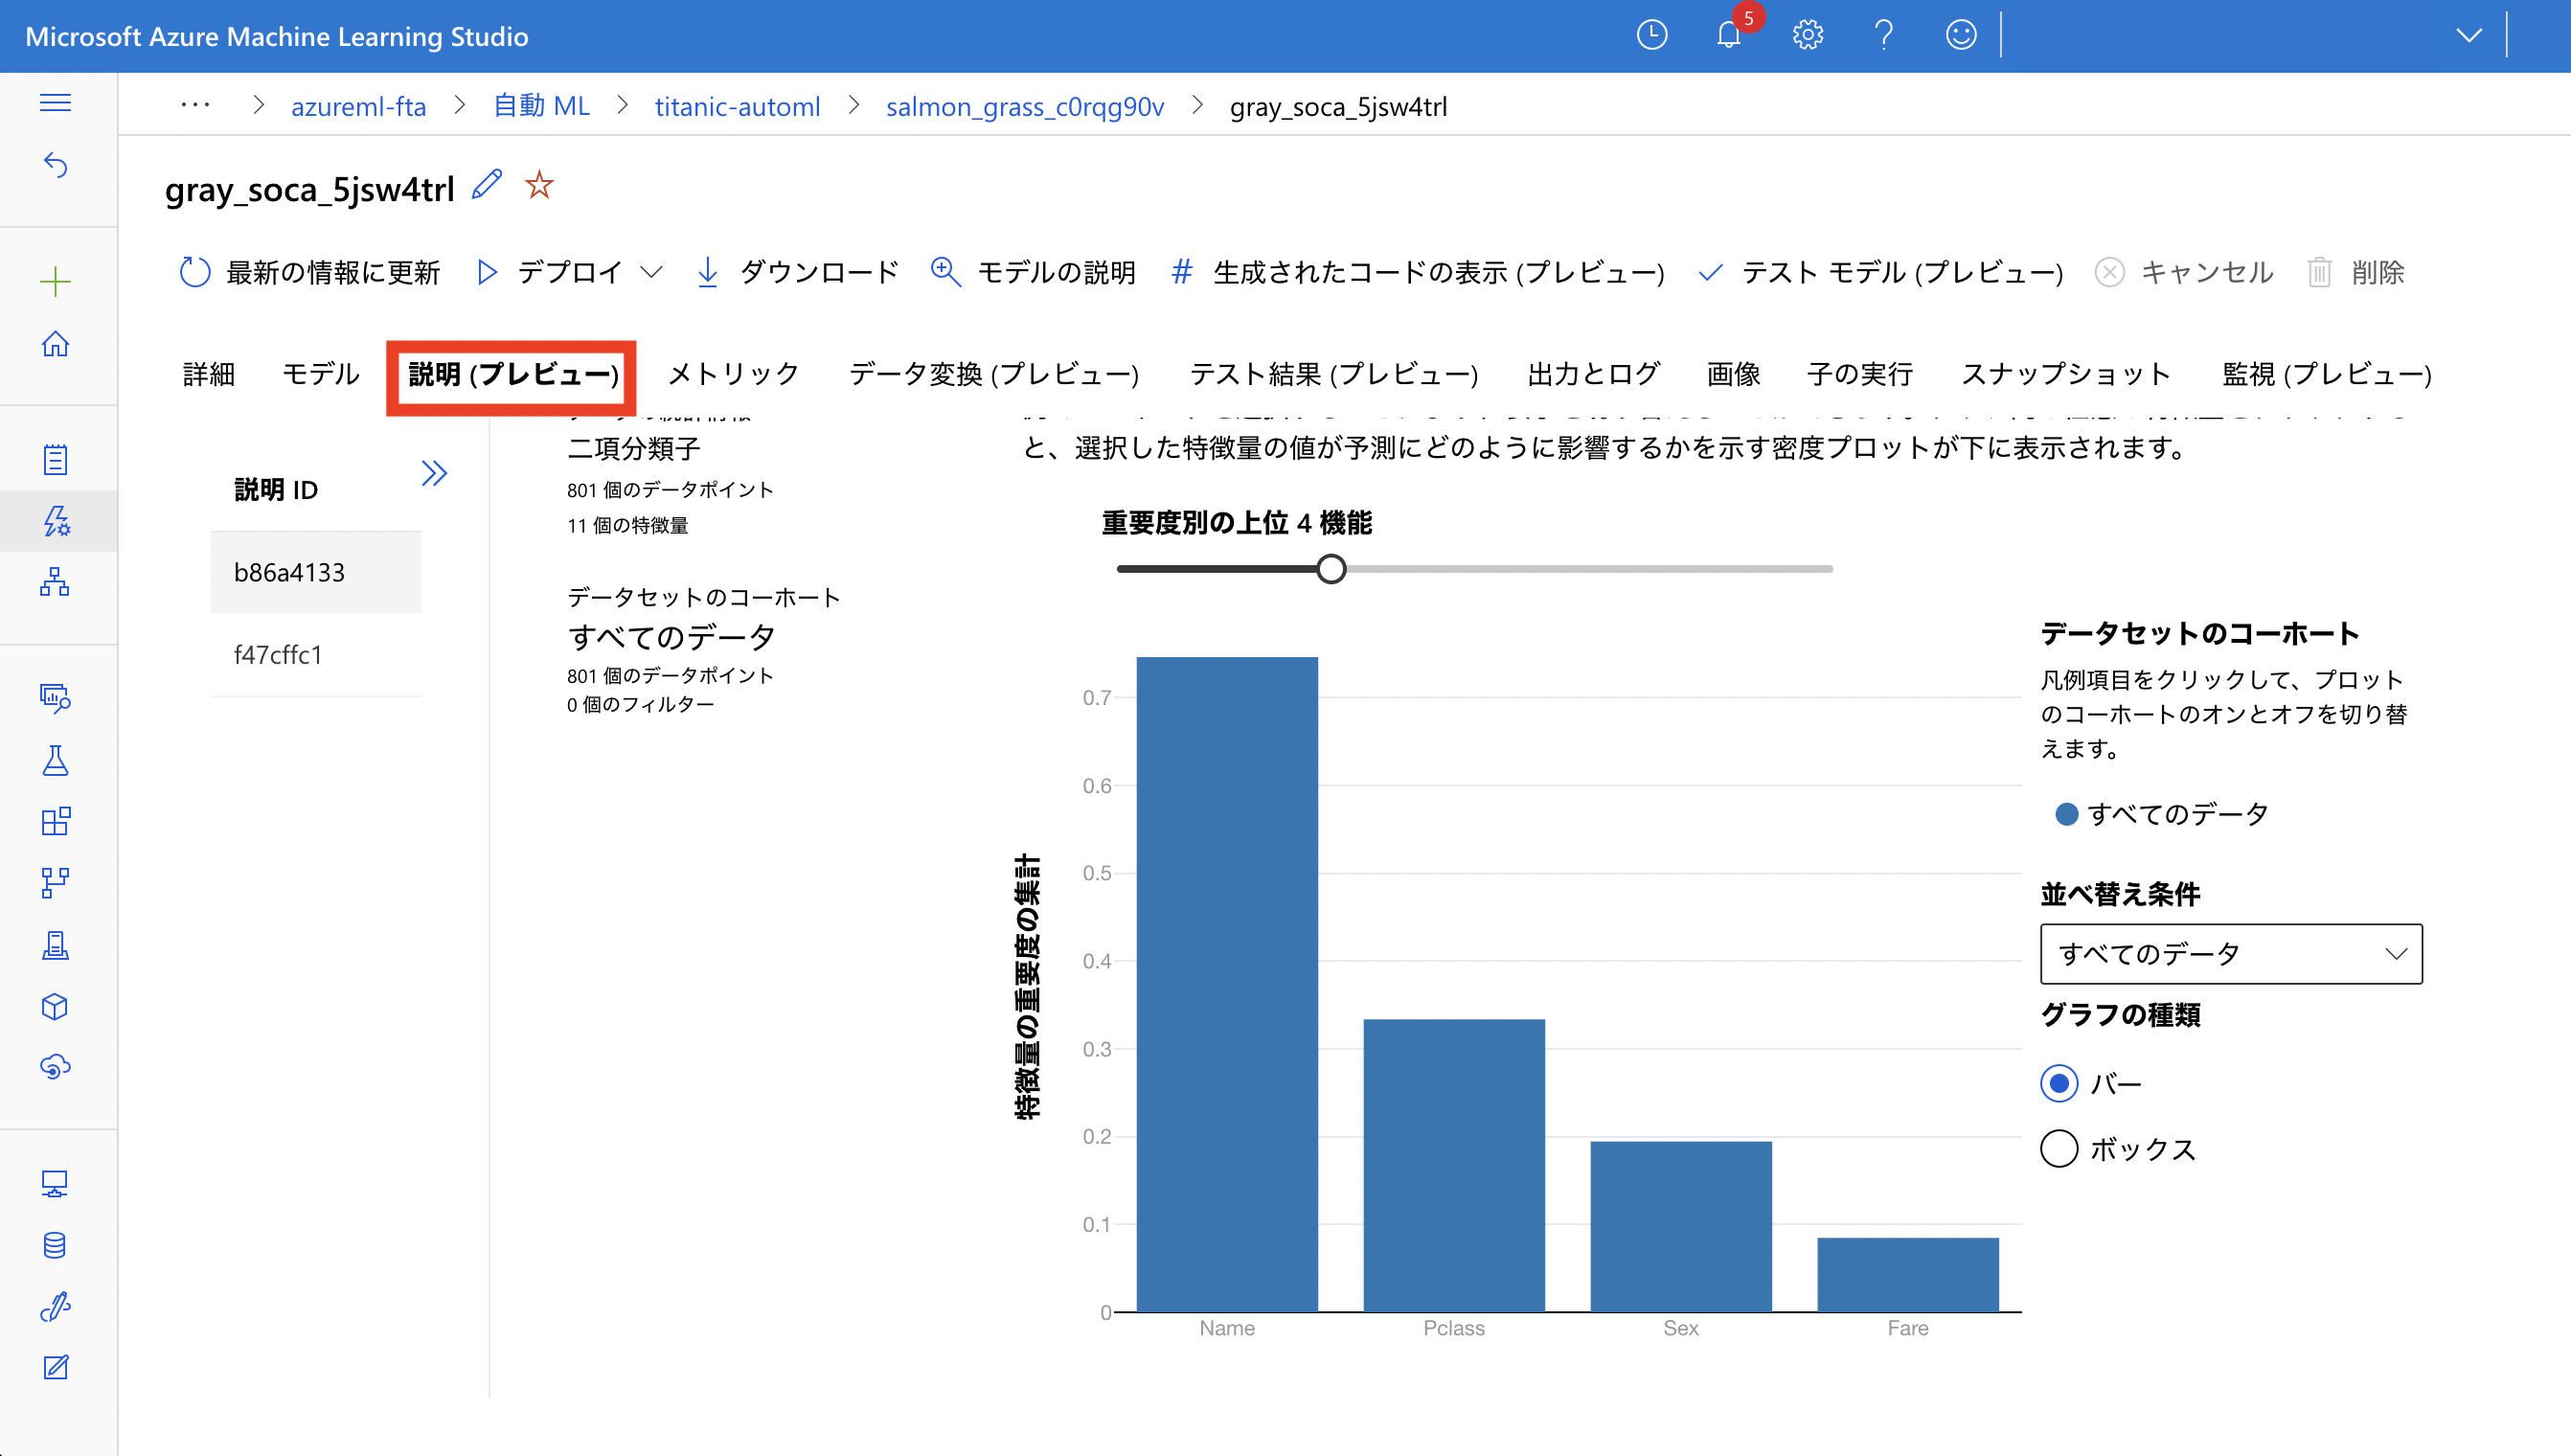 Microsoft Azure Machine Learning Studio
5
azureml-fta
自動 ML
titanic-automl
salmon_grass_c0rqg90v
gray_soca_5jsw4trl
gray_soca_5jsw4trl
最新の情報に更新
デプロイ
ダウンロード
モデルの説明
生成されたコードの表示 (プレビュー)
テスト モデル (プレビュー)
キャンセル
削除
詳細
モデル
説明 (プレビュー)
メトリック
データ変換 (プレビュー)
テスト結果 (プレビュー)
出力とログ
画像
子の実行
スナップショット
監視 (プレビュー)
説明 ID
b86a4133
f47cffc1
二項分類子
801 個のデータポイント
11 個の特徴量
データセットのコーホート
すべてのデータ
801 個のデータポイント
0 個のフィルター
と、選択した特徴量の値が予測にどのように影響するかを示す密度プロットが下に表示されます。
重要度別の上位 4 機能
特徴量の重要度の集計
0.7
0.6
0.5
0.4
0.3
0.2
0.1
0
Name
Pclass
Sex
Fare
データセットのコーホート
凡例項目をクリックして、プロット
のコーホートのオンとオフを切り替
えます。
すべてのデータ
並べ替え条件
すべてのデータ
グラフの種類
バー
ボックス